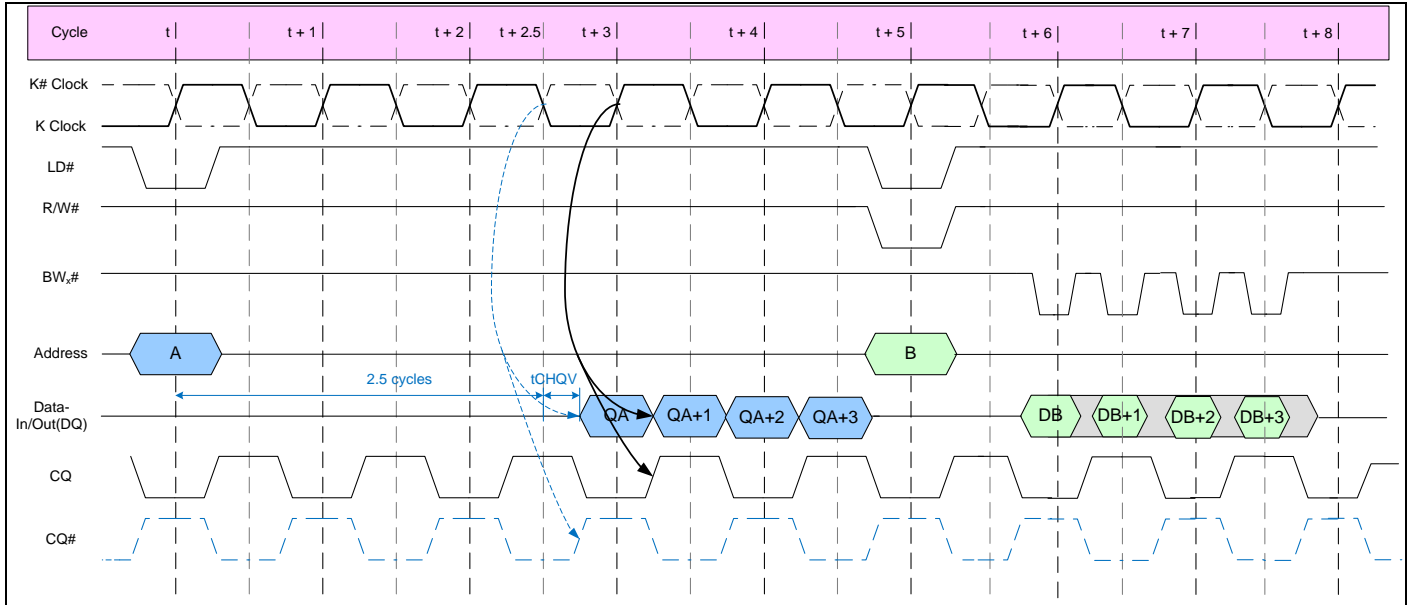 Cycle t t + 1 t + 2 t + 2.5 t + 3 t + 4 t + 5 t + 6 t + 7 t + 8
K# Clock
K Clock
LD#
R/W#
BWx#
Address A B
2.5 cycles tCHQV
Data-
In/Out(DQ) QA QA+1 QA+2 QA+3 DB DB+1 DB+2 DB+3
CQ
CQ#